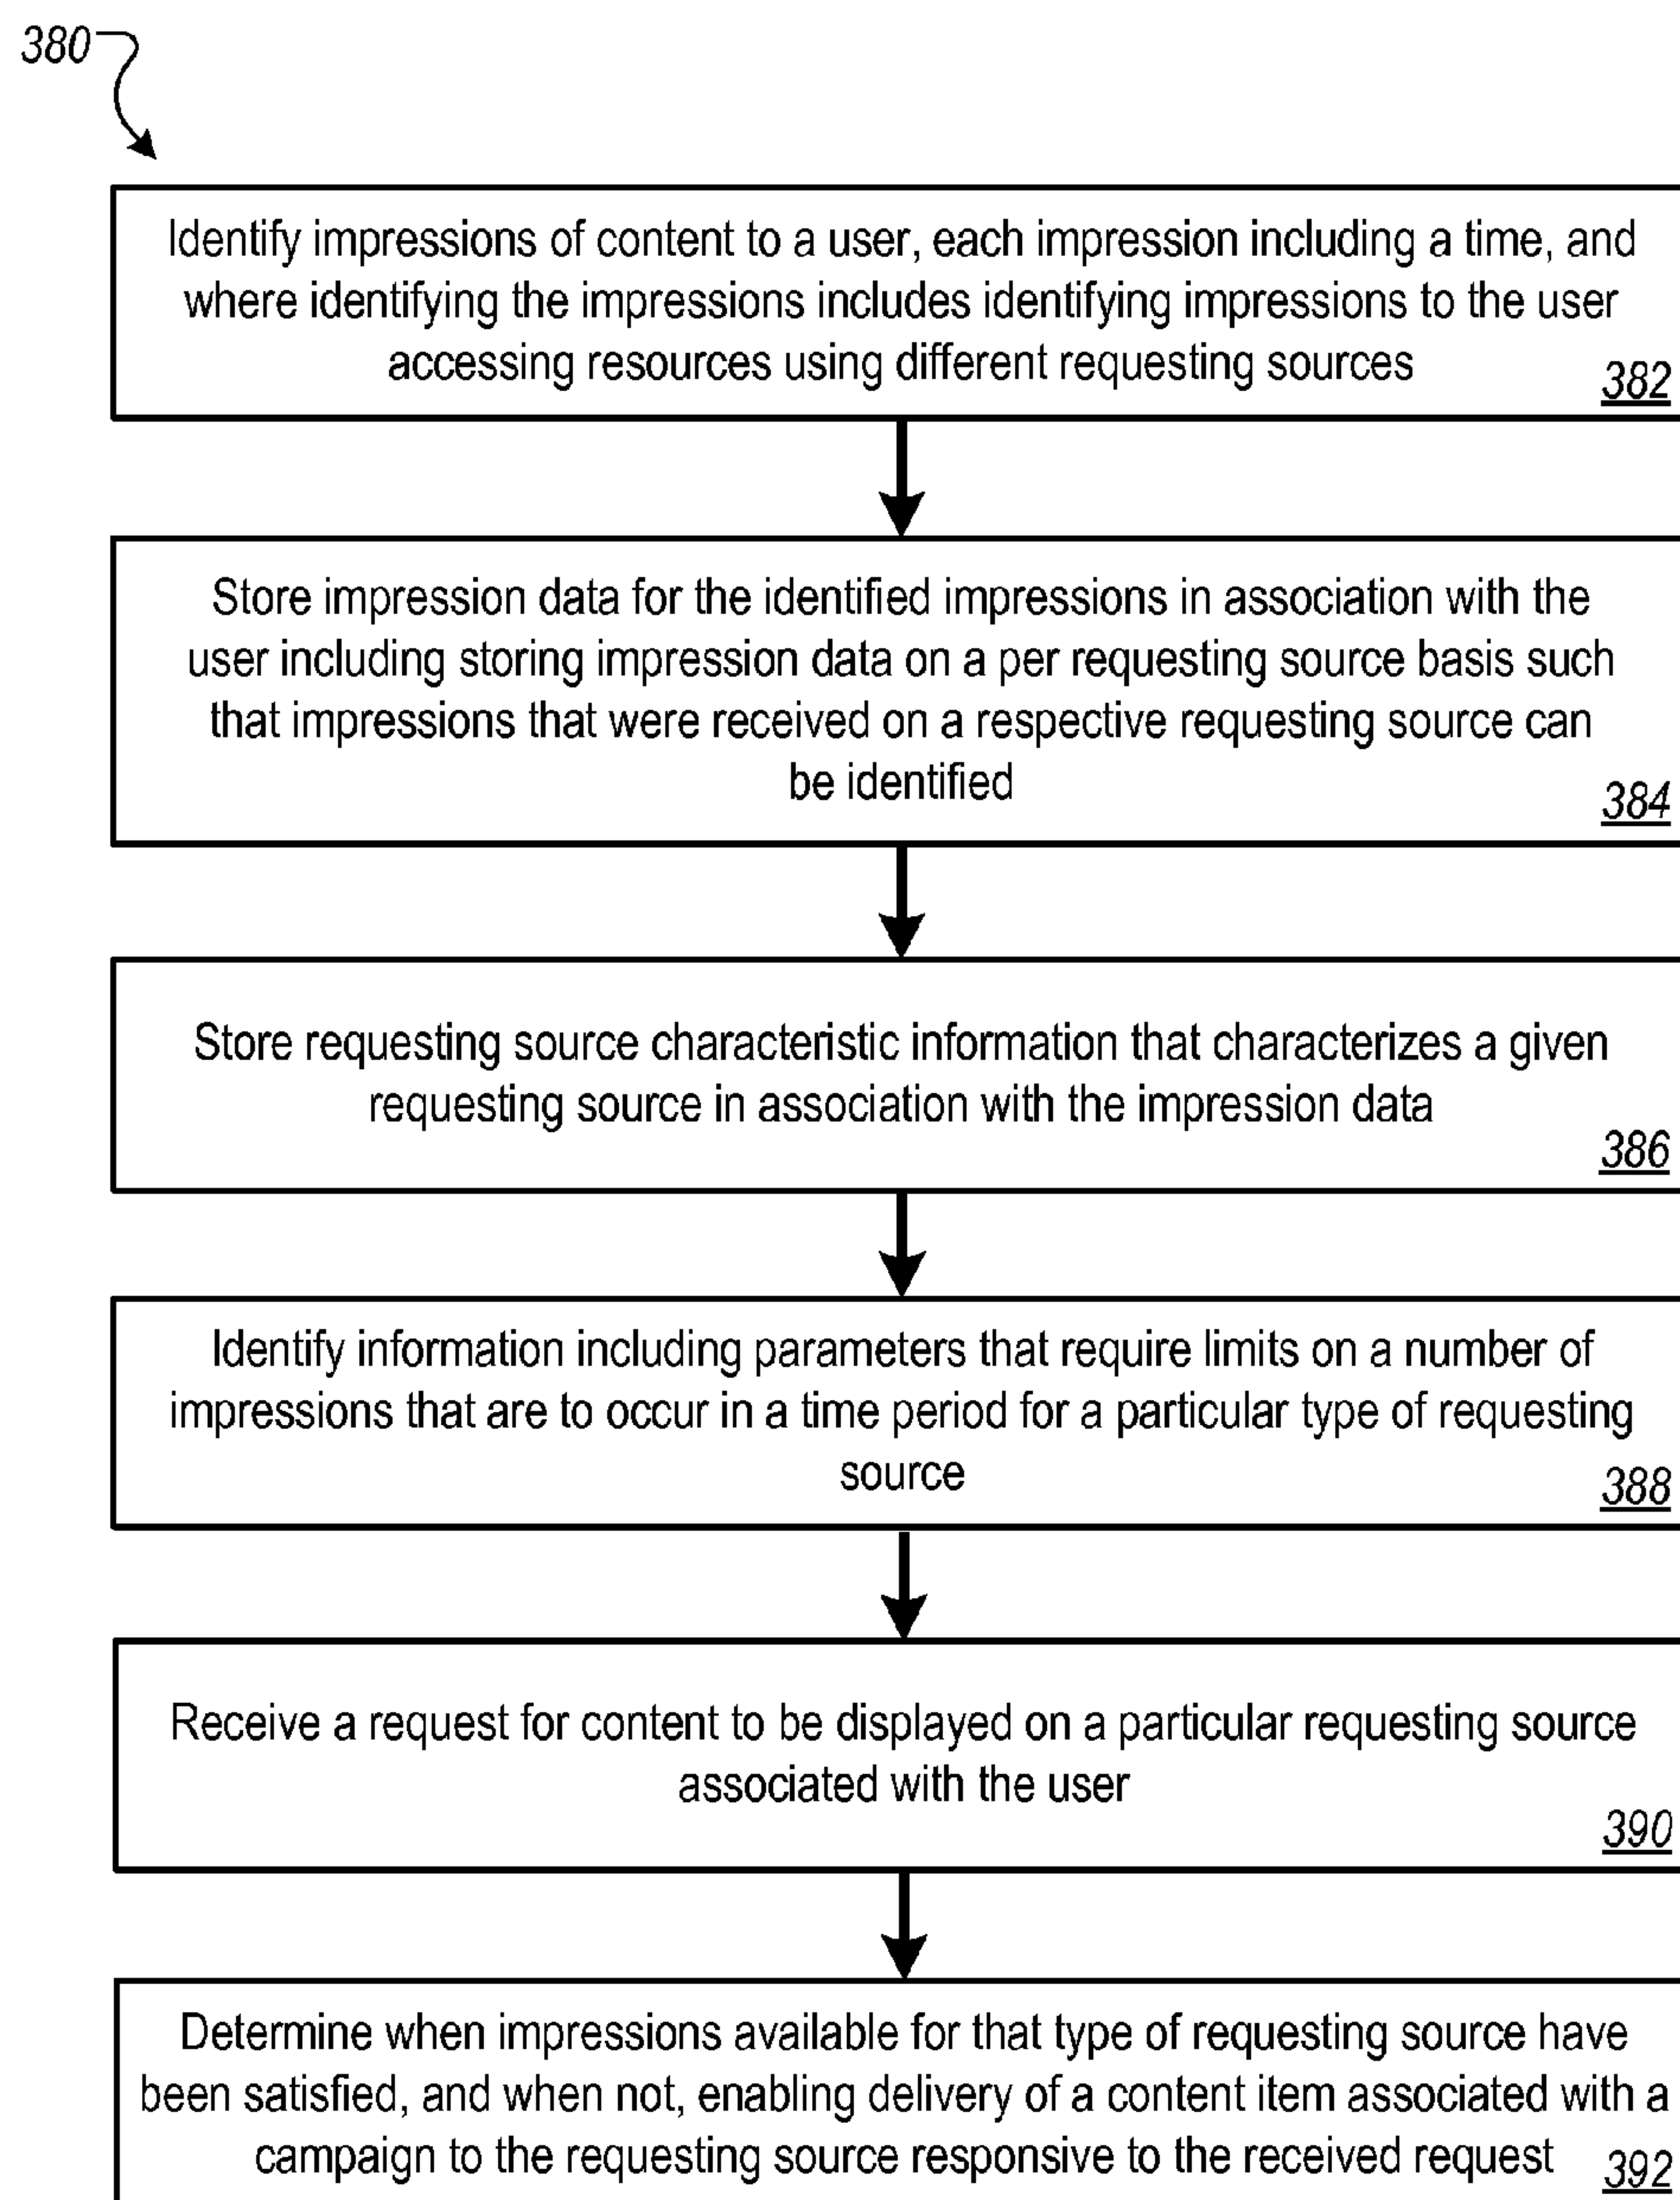 380
Identify impressions of content to a user, each impression including a time, and
where identifying the impressions includes identifying impressions to the user
accessing resources using different requesting sources
382
Store impression data for the identified impressions in association with the
user including storing impression data on a per requesting source basis such
that impressions that were received on a respective requesting source can
be identified
384
Store requesting source characteristic information that characterizes a given
requesting source in association with the impression data
386
Identify information including parameters that require limits on a number of
impressions that are to occur in a time period for a particular type of requesting
source
388
Receive a request for content to be displayed on a particular requesting source
associated with the user
390
Determine when impressions available for that type of requesting source have
been satisfied, and when not, enabling delivery of a content item associated with a
campaign to the requesting source responsive to the received request
392